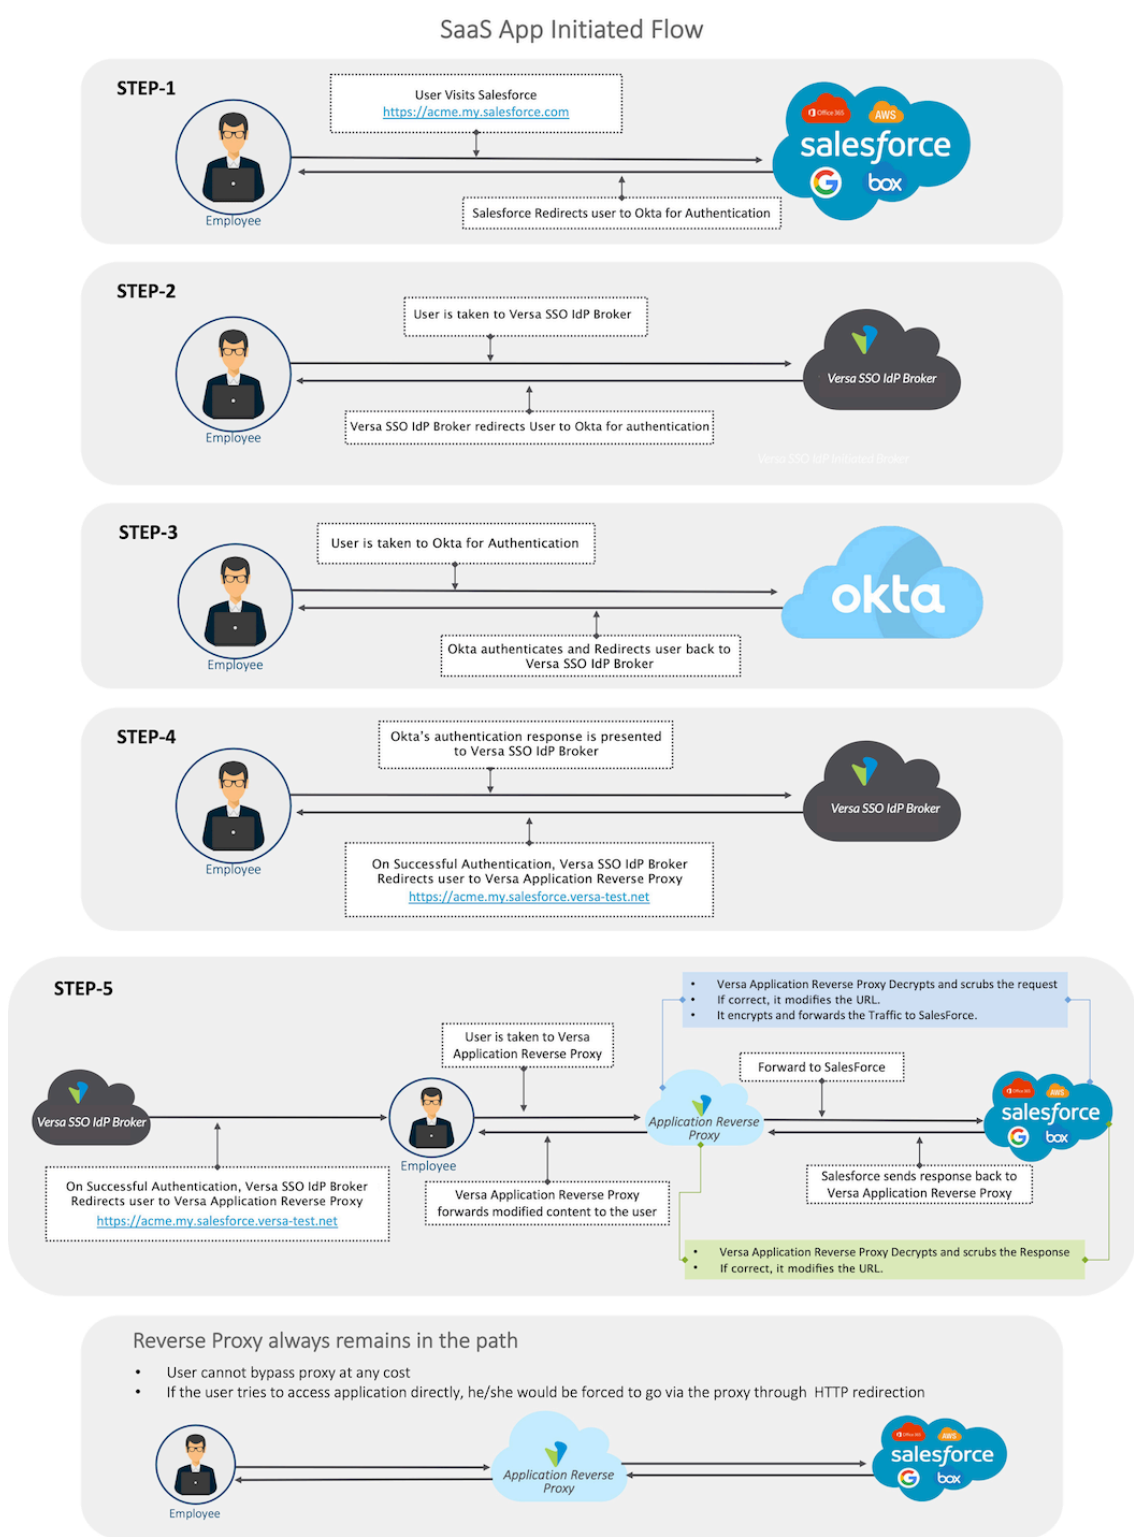 SaaS App Initiated Flow
STEP-1
User Visits Salesforce
https://acme.my.salesforce.com
Office 365
AWS
salesforce
G
box
Employee
Salesforce Redirects user to Okta for Authentication
STEP-2
User is taken to Versa SSO IdP Broker
Versa SSO IdP Broker
Employee
Versa SSO IdP Broker redirects User to Okta for authentication
Versa SSO IdP Initiated Broker
STEP-3
User is taken to Okta for Authentication
okta
Employee
Okta authenticates and Redirects user back to
Versa SSO IdP Broker
STEP-4
Okta's authentication response is presented
to Versa SSO IdP Broker
Versa SSO IdP Broker
Employee
On Successful Authentication, Versa SSO IdP Broker
Redirects user to Versa Application Reverse Proxy
https://acme.my.salesforce.versa-test.net
STEP-5
• Versa Application Reverse Proxy Decrypts and scrubs the request
• If correct, it modifies the URL.
• It encrypts and forwards the Traffic to SalesForce.
User is taken to Versa
Application Reverse Proxy
Forward to SalesForce
Versa SSO IdP Broker
Employee
Application Reverse
Proxy
Office 365
AWS
salesforce
G
box
On Successful Authentication, Versa SSO IdP Broker
Redirects user to Versa Application Reverse Proxy
https://acme.my.salesforce.versa-test.net
Versa Application Reverse Proxy
forwards modified content to the user
Salesforce sends response back to
Versa Application Reverse Proxy
• Versa Application Reverse Proxy Decrypts and scrubs the Response
• If correct, it modifies the URL.
Reverse Proxy always remains in the path
• User cannot bypass proxy at any cost
• If the user tries to access application directly, he/she would be forced to go via the proxy through HTTP redirection
Employee
Application Reverse
Proxy
Office 365
AWS
salesforce
G
box